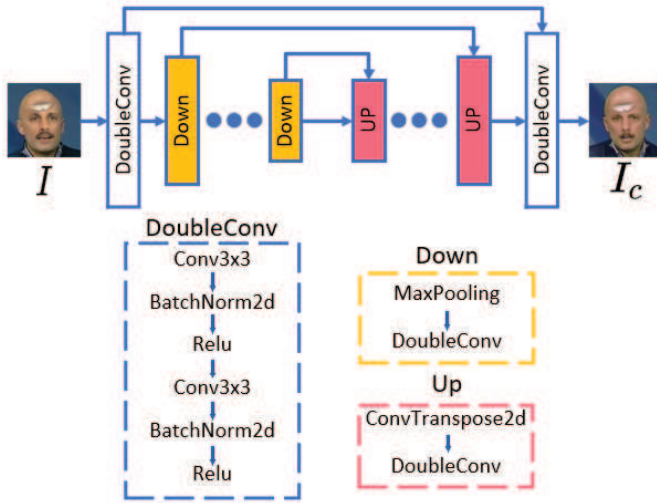 DoubleConv
Down
Down
UP
UP
DoubleConv
I
I_c
DoubleConv
Conv3x3
BatchNorm2d
Relu
Conv3x3
BatchNorm2d
Relu
Down
MaxPooling
DoubleConv
Up
ConvTranspose2d
DoubleConv